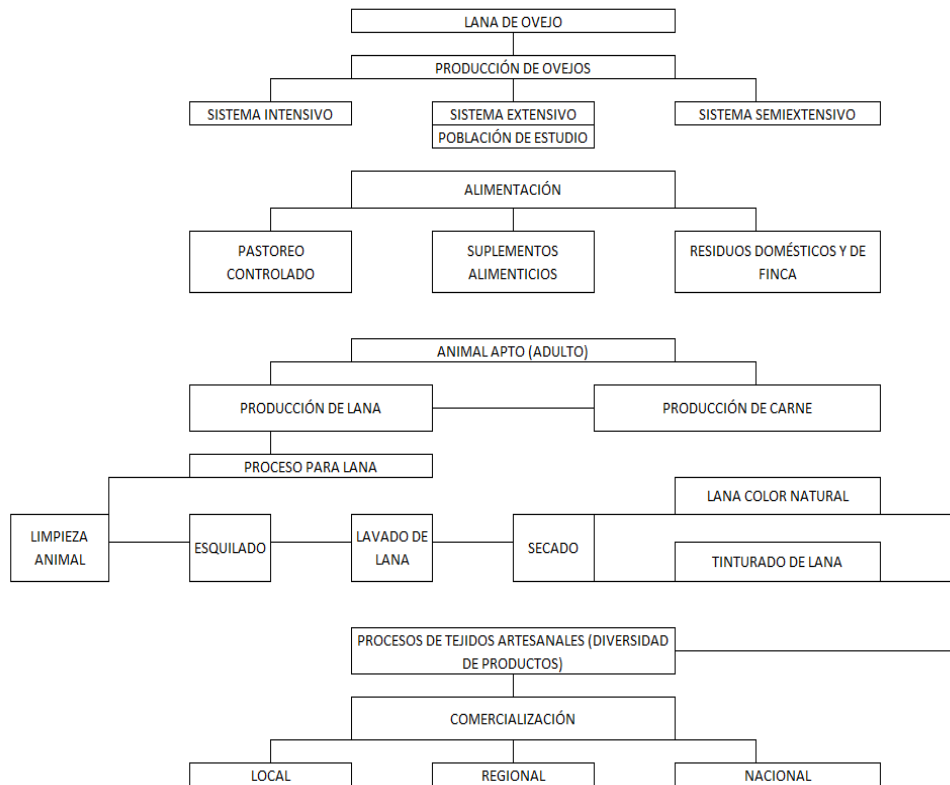 LANA DE OVEJO
PRODUCCIÓN DE OVEJOS
SISTEMA INTENSIVO
SISTEMA EXTENSIVO
SISTEMA SEMIEXTENSIVO
POBLACIÓN DE ESTUDIO
ALIMENTACIÓN
PASTOREO
CONTROLADO
SUPLEMENTOS
ALIMENTICIOS
RESIDUOS DOMÉSTICOS Y DE
FINCA
ANIMAL APTO (ADULTO)
PRODUCCIÓN DE LANA
PRODUCCIÓN DE CARNE
PROCESO PARA LANA
LIMPIEZA
ANIMAL
ESQUILADO
LAVADO DE
LANA
SECADO
LANA COLOR NATURAL
TINTURADO DE LANA
PROCESOS DE TEJIDOS ARTESANALES (DIVERSIDAD
DE PRODUCTOS)
COMERCIALIZACIÓN
LOCAL
REGIONAL
NACIONAL